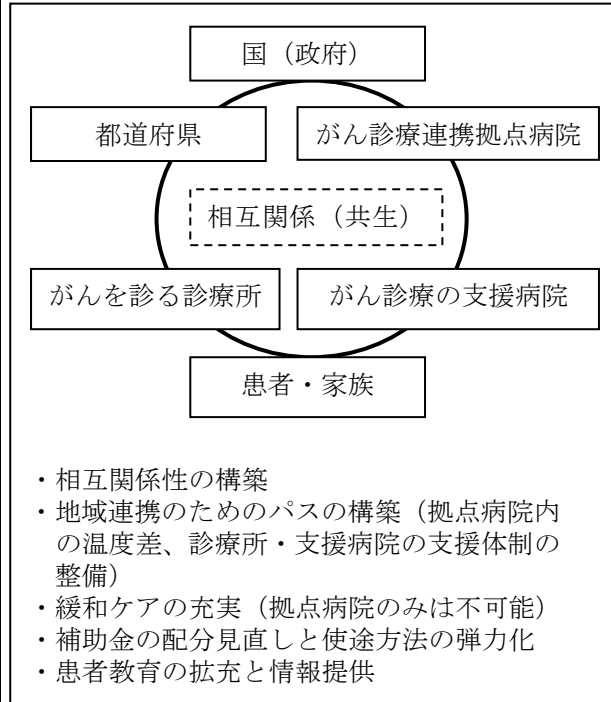 国（政府）
都道府県
がん診療連携拠点病院
相互関係（共生）
がんを診る診療所
がん診療の支援病院
患者・家族
・相互関係性の構築
・地域連携のためのパスの構築（拠点病院内
の温度差、診療所・支援病院の支援体制の
整備）
・緩和ケアの充実（拠点病院のみは不可能）
・補助金の配分見直しと使途方法の弾力化
・患者教育の拡充と情報提供